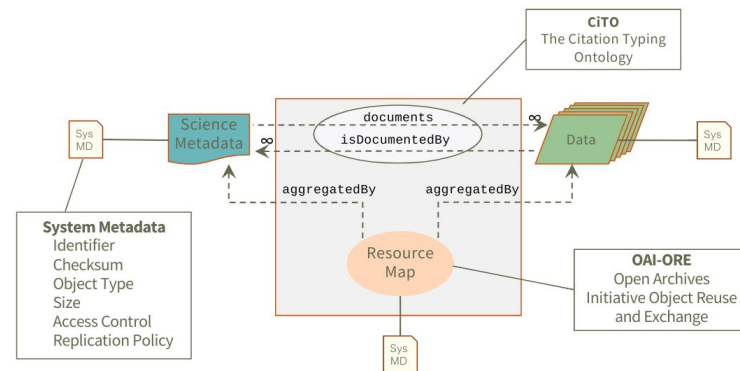 CiTO
The Citation Typing
Ontology
documents
∞
Science
Metadata
Sys
MD
isDocumentedBy
∞
Data
Sys
MD
aggregatedBy
aggregatedBy
System Metadata
Identifier
Checksum
Object Type
Size
Access Control
Replication Policy
Resource
Map
OAI-ORE
Open Archives
Initiative Object Reuse
and Exchange
Sys
MD